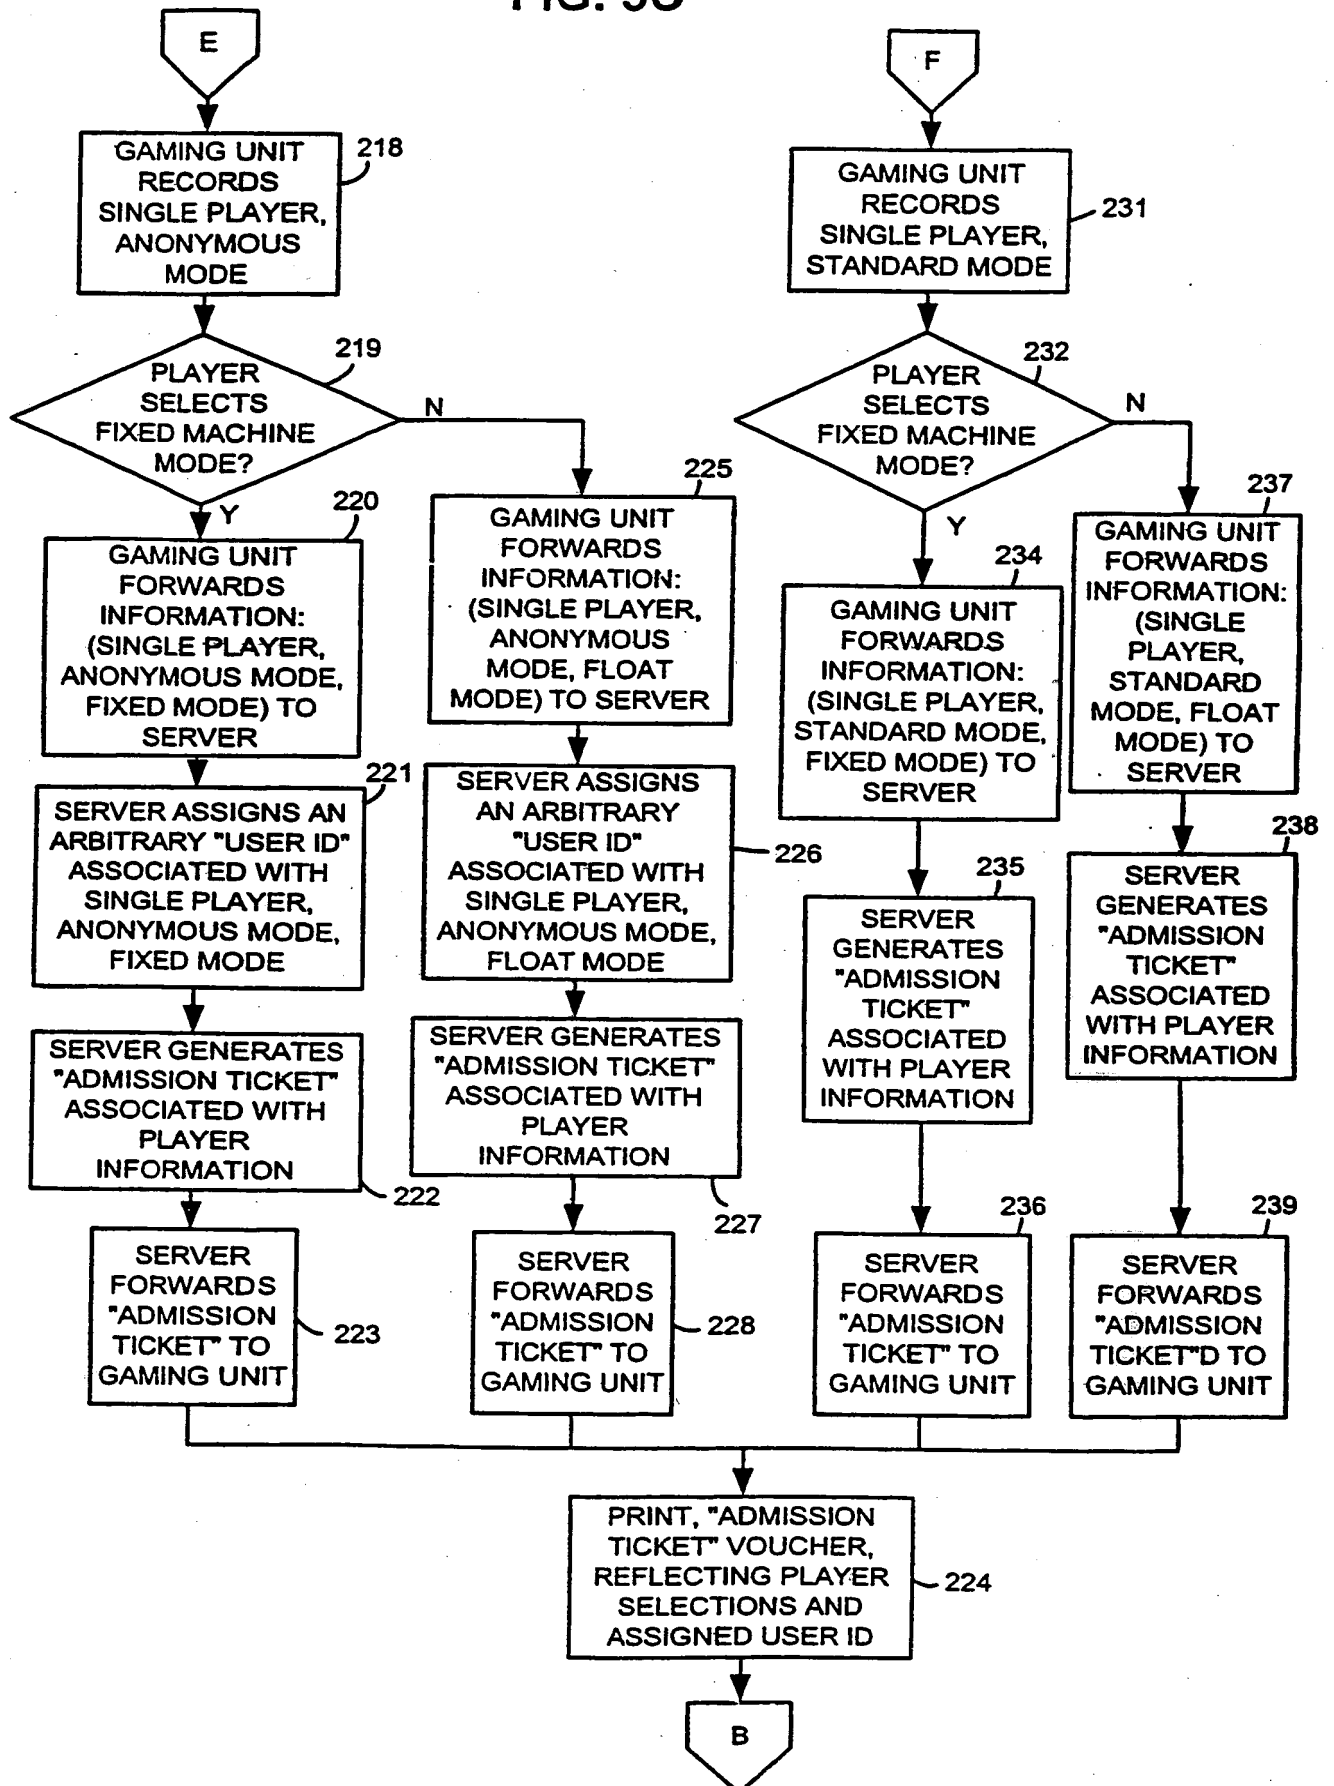 E
GAMING UNIT
RECORDS
SINGLE PLAYER,
ANONYMOUS
MODE
218
PLAYER
SELECTS
FIXED MACHINE
MODE?
219
N
Y
220
GAMING UNIT
FORWARDS
INFORMATION:
(SINGLE PLAYER,
ANONYMOUS MODE,
FIXED MODE) TO
SERVER
221
SERVER ASSIGNS AN
ARBITRARY "USER ID"
ASSOCIATED WITH
SINGLE PLAYER,
ANONYMOUS MODE,
FIXED MODE
SERVER GENERATES
"ADMISSION TICKET"
ASSOCIATED WITH
PLAYER
INFORMATION
222
SERVER
FORWARDS
"ADMISSION
TICKET" TO
GAMING UNIT
223
225
GAMING UNIT
FORWARDS
INFORMATION:
(SINGLE PLAYER,
ANONYMOUS
MODE, FLOAT
MODE) TO SERVER
SERVER ASSIGNS
AN ARBITRARY
"USER ID"
ASSOCIATED WITH
SINGLE PLAYER,
ANONYMOUS MODE,
FLOAT MODE
226
SERVER GENERATES
"ADMISSION TICKET"
ASSOCIATED WITH
PLAYER
INFORMATION
227
SERVER
FORWARDS
"ADMISSION
TICKET" TO
GAMING UNIT
228
F
GAMING UNIT
RECORDS
SINGLE PLAYER,
STANDARD MODE
231
PLAYER
SELECTS
FIXED MACHINE
MODE?
232
N
Y
234
GAMING UNIT
FORWARDS
INFORMATION:
(SINGLE PLAYER,
STANDARD MODE,
FIXED MODE) TO
SERVER
235
SERVER
GENERATES
"ADMISSION
TICKET"
ASSOCIATED
WITH PLAYER
INFORMATION
236
SERVER
FORWARDS
"ADMISSION
TICKET" TO
GAMING UNIT
237
GAMING UNIT
FORWARDS
INFORMATION:
(SINGLE
PLAYER,
STANDARD
MODE, FLOAT
MODE) TO
SERVER
238
SERVER
GENERATES
"ADMISSION
TICKET"
ASSOCIATED
WITH PLAYER
INFORMATION
239
SERVER
FORWARDS
"ADMISSION
TICKET"D TO
GAMING UNIT
PRINT, "ADMISSION
TICKET" VOUCHER,
REFLECTING PLAYER
SELECTIONS AND
ASSIGNED USER ID
224
B